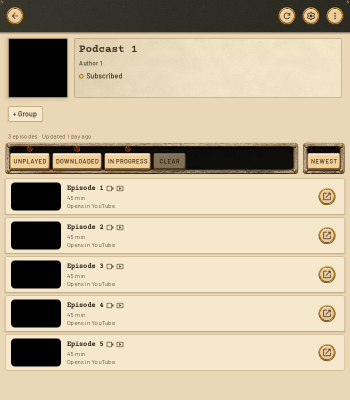 Podcast 1
Author 1
Subscribed
+ Group
3 episodes · Updated 1 day ago
UNPLAYED DOWNLOADED IN PROGRESS CLEAR NEWEST
Episode 1
45 min
Opens in YouTube
Episode 2
45 min
Opens in YouTube
Episode 3
45 min
Opens in YouTube
Episode 4
45 min
Opens in YouTube
Episode 5
45 min
Opens in YouTube